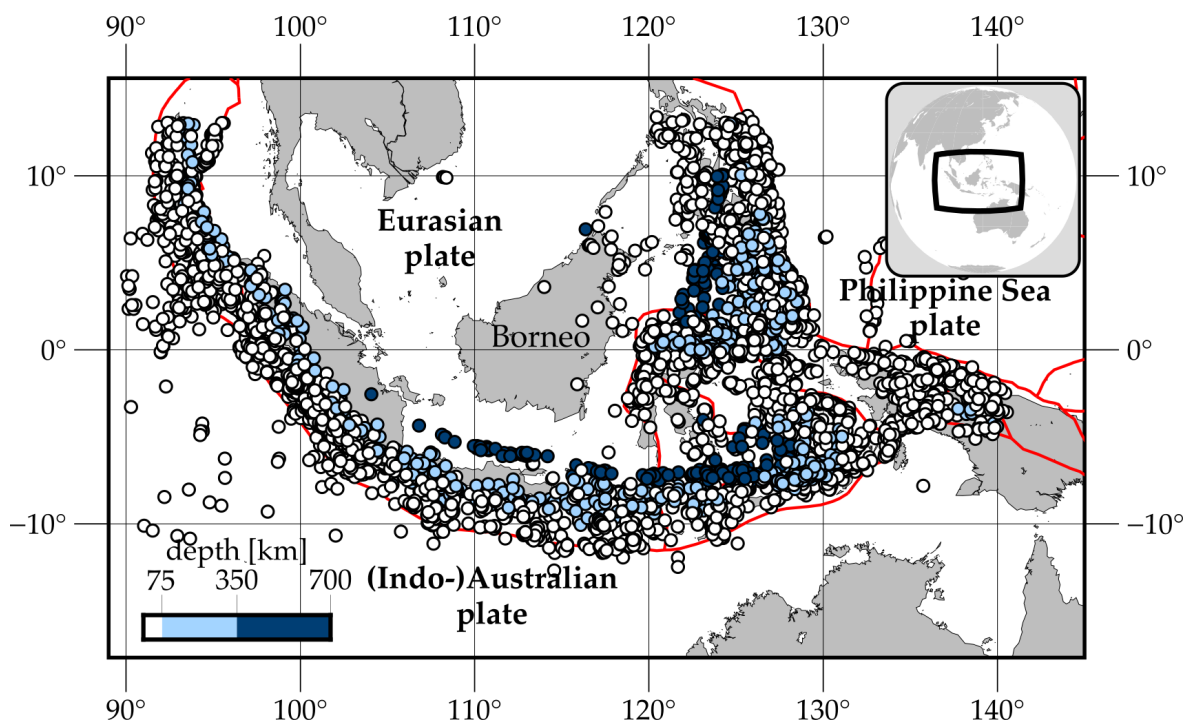 90° 100° 110° 120° 130° 140°
10° 10°
Eurasian
plate
Philippine Sea
plate
Borneo
0° 0°
−10° −10°
depth [km]
75 350 700
(Indo-)Australian
plate
90° 100° 110° 120° 130° 140°